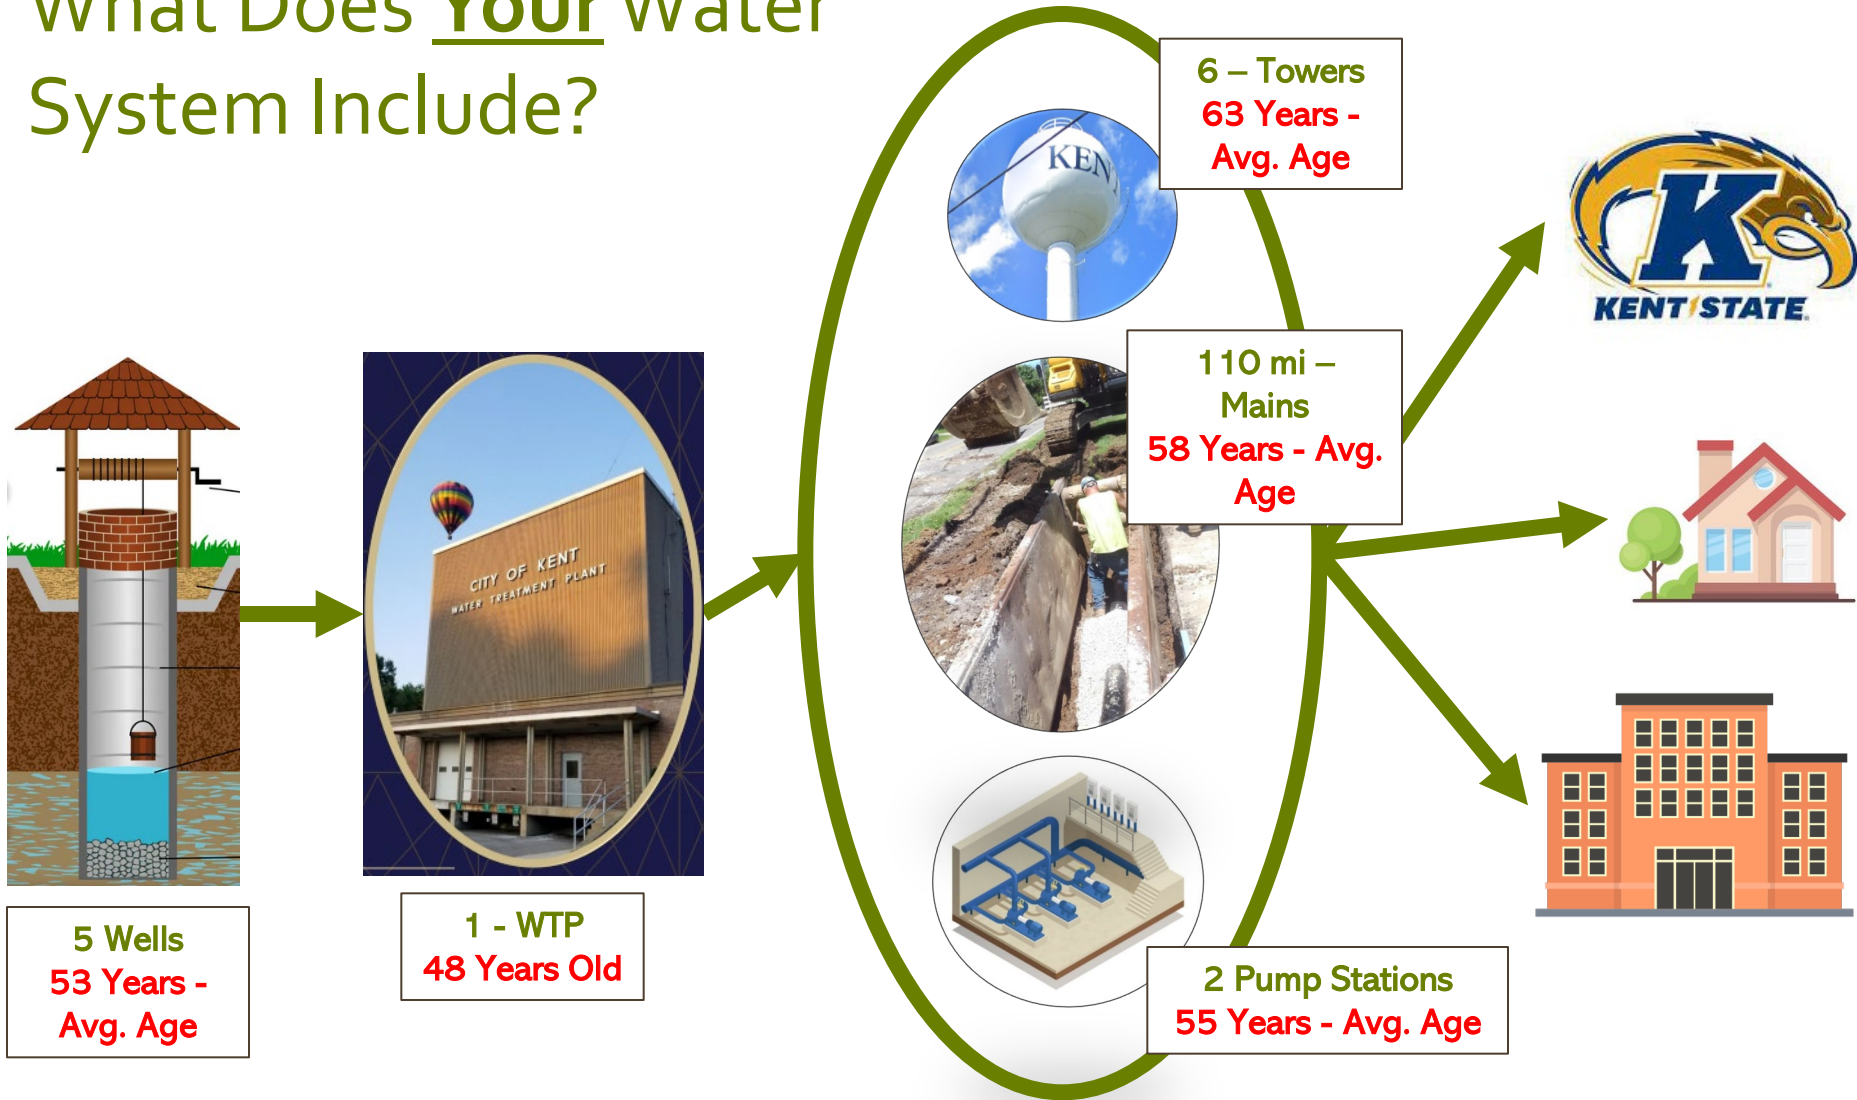 What Does Your Water
System Include?
6 – Towers
63 Years -
Avg. Age
KENT
KENT STATE
110 mi –
Mains
58 Years - Avg.
Age
CITY OF KENT
WATER TREATMENT PLANT
5 Wells
53 Years -
Avg. Age
1 - WTP
48 Years Old
2 Pump Stations
55 Years - Avg. Age